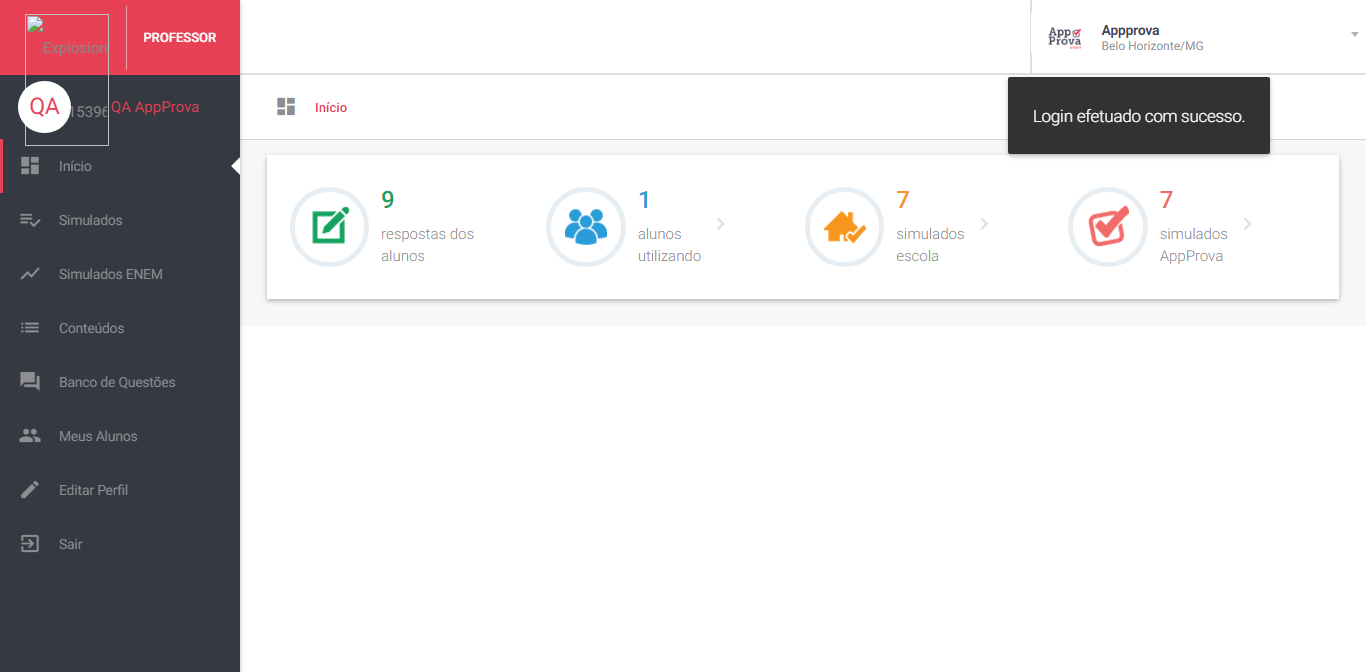 Explosion
PROFESSOR
App
Prova
enem
Appprova
Belo Horizonte/MG
QA
15396
QA AppProva
Início
Login efetuado com sucesso.
Início
Simulados
Simulados ENEM
Conteúdos
Banco de Questões
Meus Alunos
Editar Perfil
Sair
9
respostas dos
alunos
1
alunos
utilizando
7
simulados
escola
7
simulados
AppProva